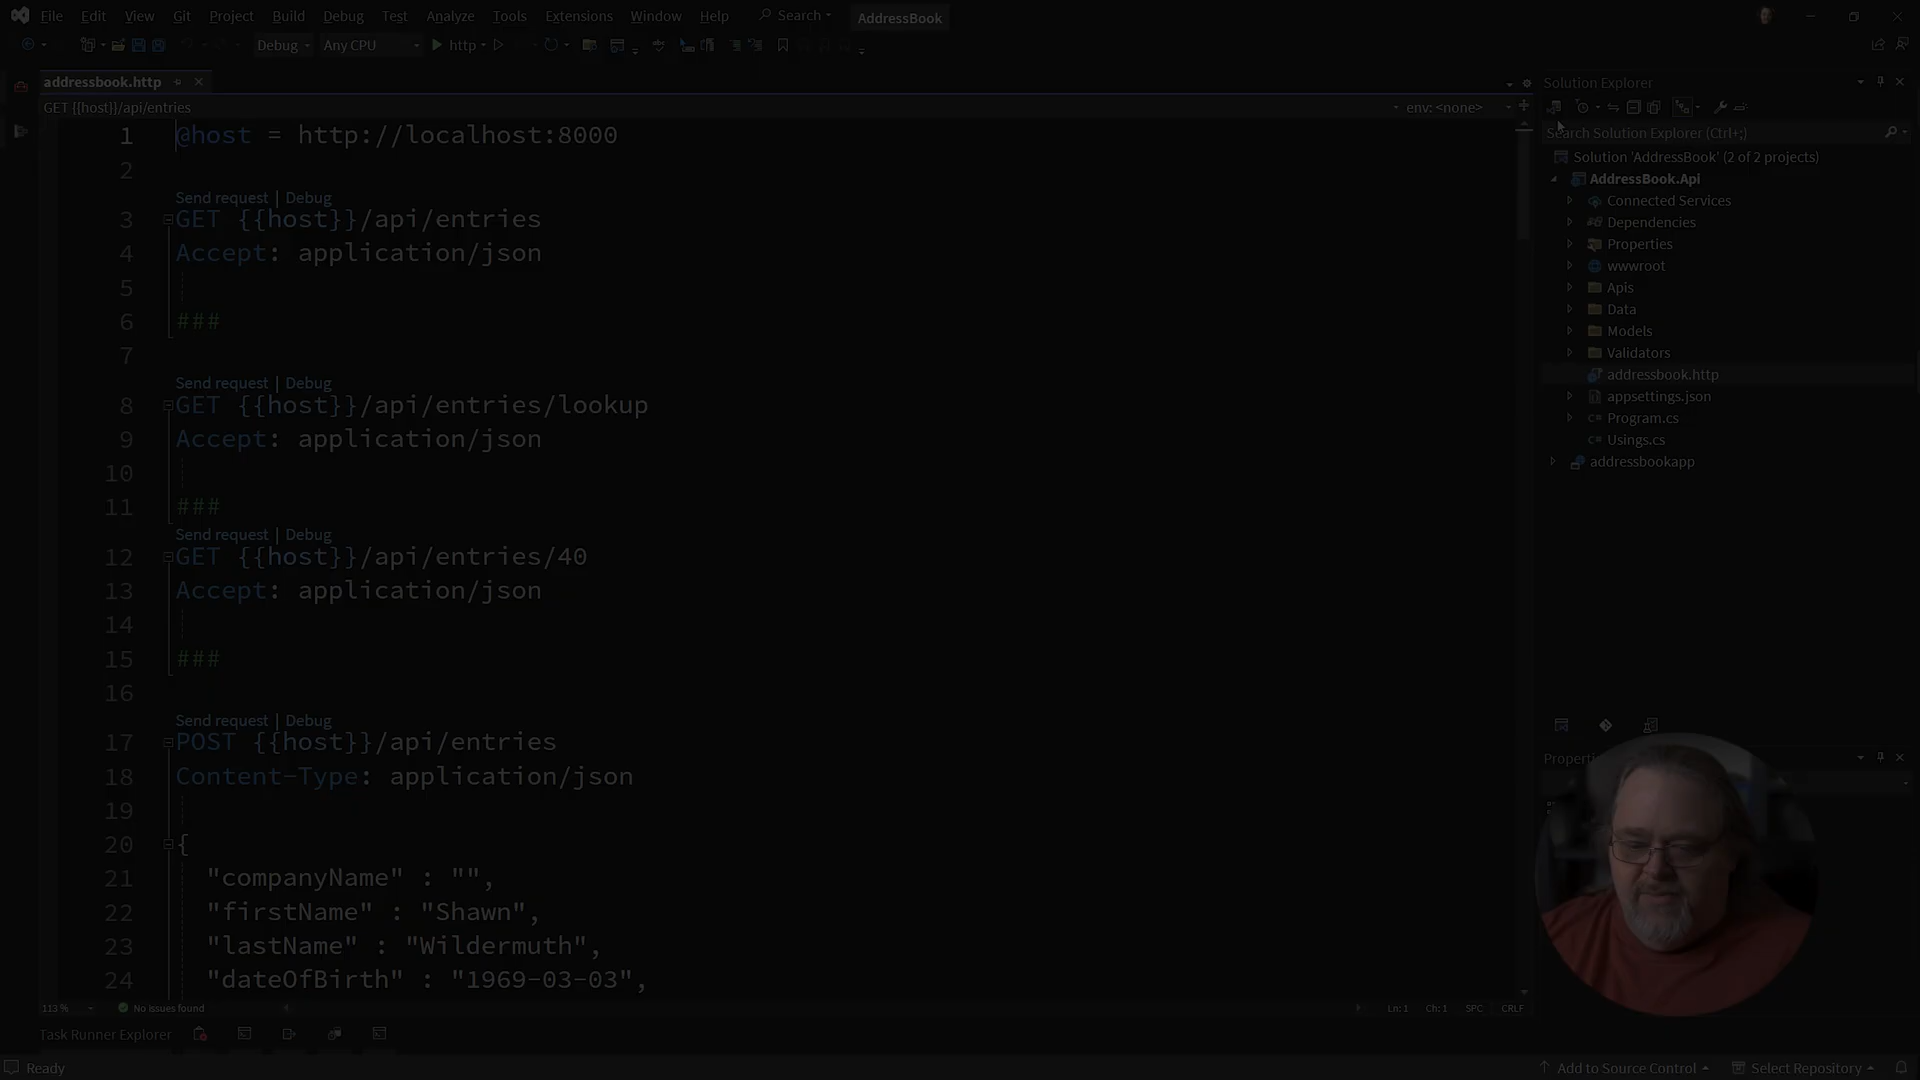 File Edit View Git Project Build Debug Test Analyze Tools Extensions Window Help Search AddressBook
Debug Any CPU http
addressbook.http
GET {{host}}/api/entries env: <none>
1 @host = http://localhost:8000
2
Send request | Debug
3 GET {{host}}/api/entries
4 Accept: application/json
5
6 ###
7
Send request | Debug
8 GET {{host}}/api/entries/lookup
9 Accept: application/json
10
11 ###
Send request | Debug
12 GET {{host}}/api/entries/40
13 Accept: application/json
14
15 ###
16
Send request | Debug
17 POST {{host}}/api/entries
18 Content-Type: application/json
19
20 {
21 "companyName" : "",
22 "firstName" : "Shawn",
23 "lastName" : "Wildermuth",
24 "dateOfBirth" : "1969-03-03",
113 % No issues found Ln: 1 Ch: 1 SPC CRLF
Task Runner Explorer
Ready Add to Source Control Select Repository
Solution Explorer
Search Solution Explorer (Ctrl+;)
Solution 'AddressBook' (2 of 2 projects)
AddressBook.Api
Connected Services
Dependencies
Properties
wwwroot
Apis
Data
Models
Validators
addressbook.http
appsettings.json
C# Program.cs
C# Usings.cs
addressbookapp